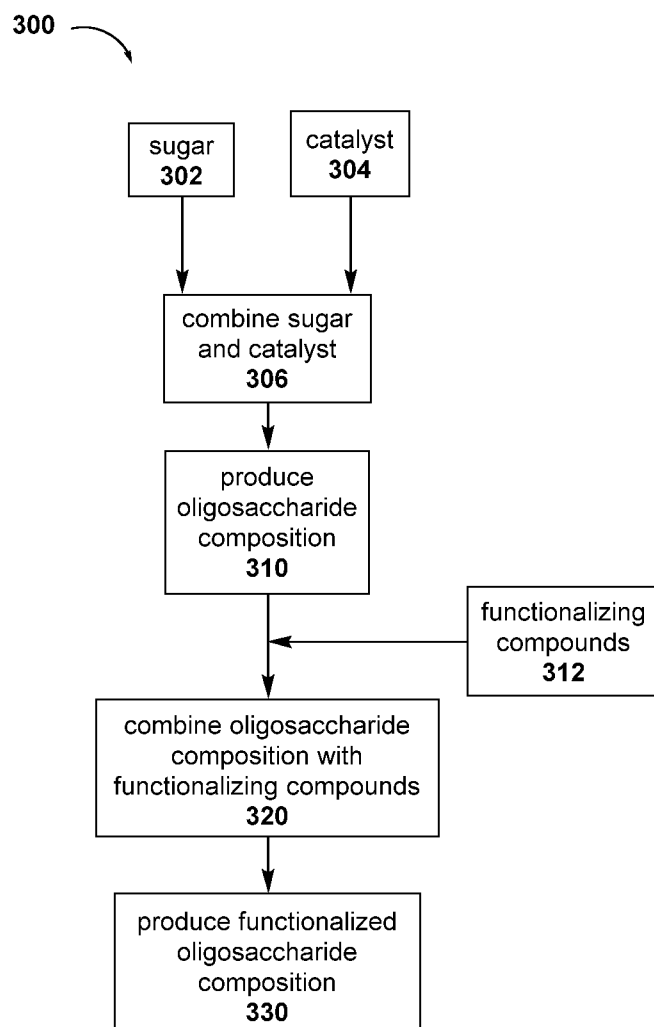 300
sugar
302
catalyst
304
combine sugar
and catalyst
306
produce
oligosaccharide
composition
310
functionalizing
compounds
312
combine oligosaccharide
composition with
functionalizing compounds
320
produce functionalized
oligosaccharide
composition
330